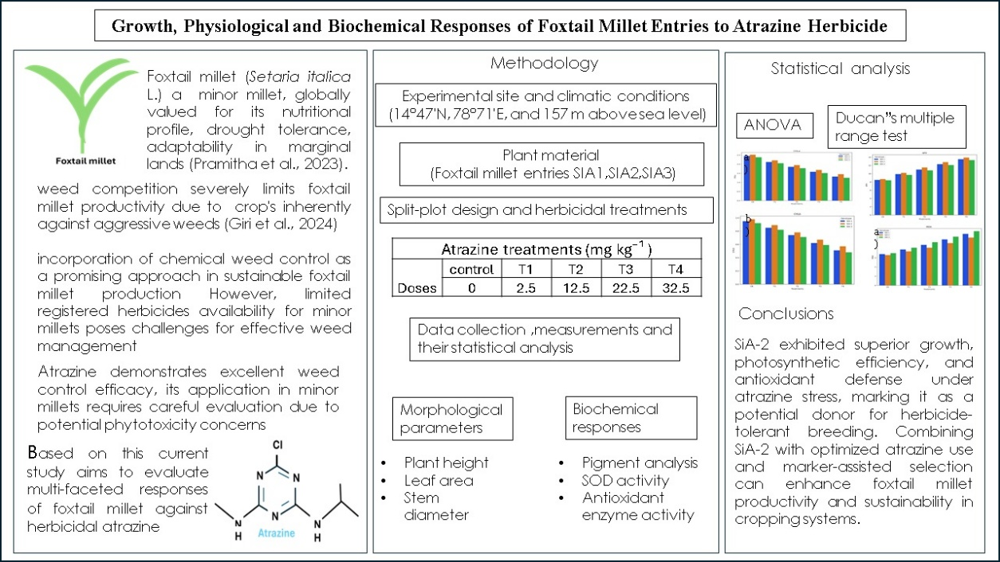 Growth, Physiological and Biochemical Responses of Foxtail Millet Entries to Atrazine Herbicide
Foxtail millet
Foxtail millet (Setaria italica
L.) a minor millet, globally
valued for its nutritional
profile, drought tolerance,
adaptability in marginal
lands (Pramitha et al., 2023).
weed competition severely limits foxtail
millet productivity due to crop's inherently
against aggressive weeds (Giri et al., 2024)
incorporation of chemical weed control as
a promising approach in sustainable foxtail
millet production However, limited
registered herbicides availability for minor
millets poses challenges for effective weed
management
Atrazine demonstrates excellent weed
control efficacy, its application in minor
millets requires careful evaluation due to
potential phytotoxicity concerns
Based on this current
study aims to evaluate
multi-faceted responses
of foxtail millet against
herbicidal atrazine
Cl
N N
N
N N
H H
Atrazine
Methodology
Experimental site and climatic conditions
(14°47'N, 78°71'E, and 157 m above sea level)
Plant material
(Foxtail millet entries SIA1,SIA2,SIA3)
Split-plot design and herbicidal treatments
Atrazine treatments (mg kg⁻¹ )
control T1 T2 T3 T4
Doses 0 2.5 12.5 22.5 32.5
Data collection ,measurements and
their statistical analysis
Morphological
parameters
• Plant height
• Leaf area
• Stem
diameter
Biochemical
responses
• Pigment analysis
• SOD activity
• Antioxidant
enzyme activity
Statistical analysis
ANOVA
Ducan"s multiple
range test
a
)
b
)
a
)
Conclusions
SiA-2 exhibited superior growth,
photosynthetic efficiency, and
antioxidant defense under
atrazine stress, marking it as a
potential donor for herbicide-
tolerant breeding. Combining
SiA-2 with optimized atrazine use
and marker-assisted selection
can enhance foxtail millet
productivity and sustainability in
cropping systems.